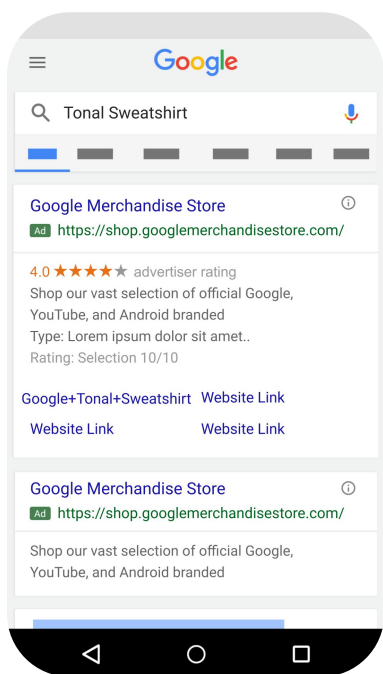 Google
Tonal Sweatshirt
Google Merchandise Store
Ad https://shop.googlemerchandisestore.com/
4.0 ★★★★★ advertiser rating
Shop our vast selection of official Google,
YouTube, and Android branded
Type: Lorem ipsum dolor sit amet..
Rating: Selection 10/10
Google+Tonal+Sweatshirt Website Link
Website Link Website Link
Google Merchandise Store
Ad https://shop.googlemerchandisestore.com/
Shop our vast selection of official Google,
YouTube, and Android branded